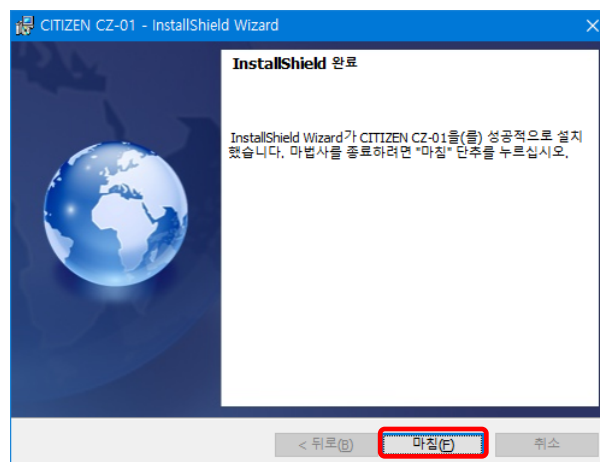 CITIZEN CZ-01 - InstallShield Wizard
InstallShield 완료
InstallShield Wizard가 CITIZEN CZ-01을(를) 성공적으로 설치
했습니다. 마법사를 종료하려면 "마침" 단추를 누르십시오.
< 뒤로(B) 마침(F) 취소